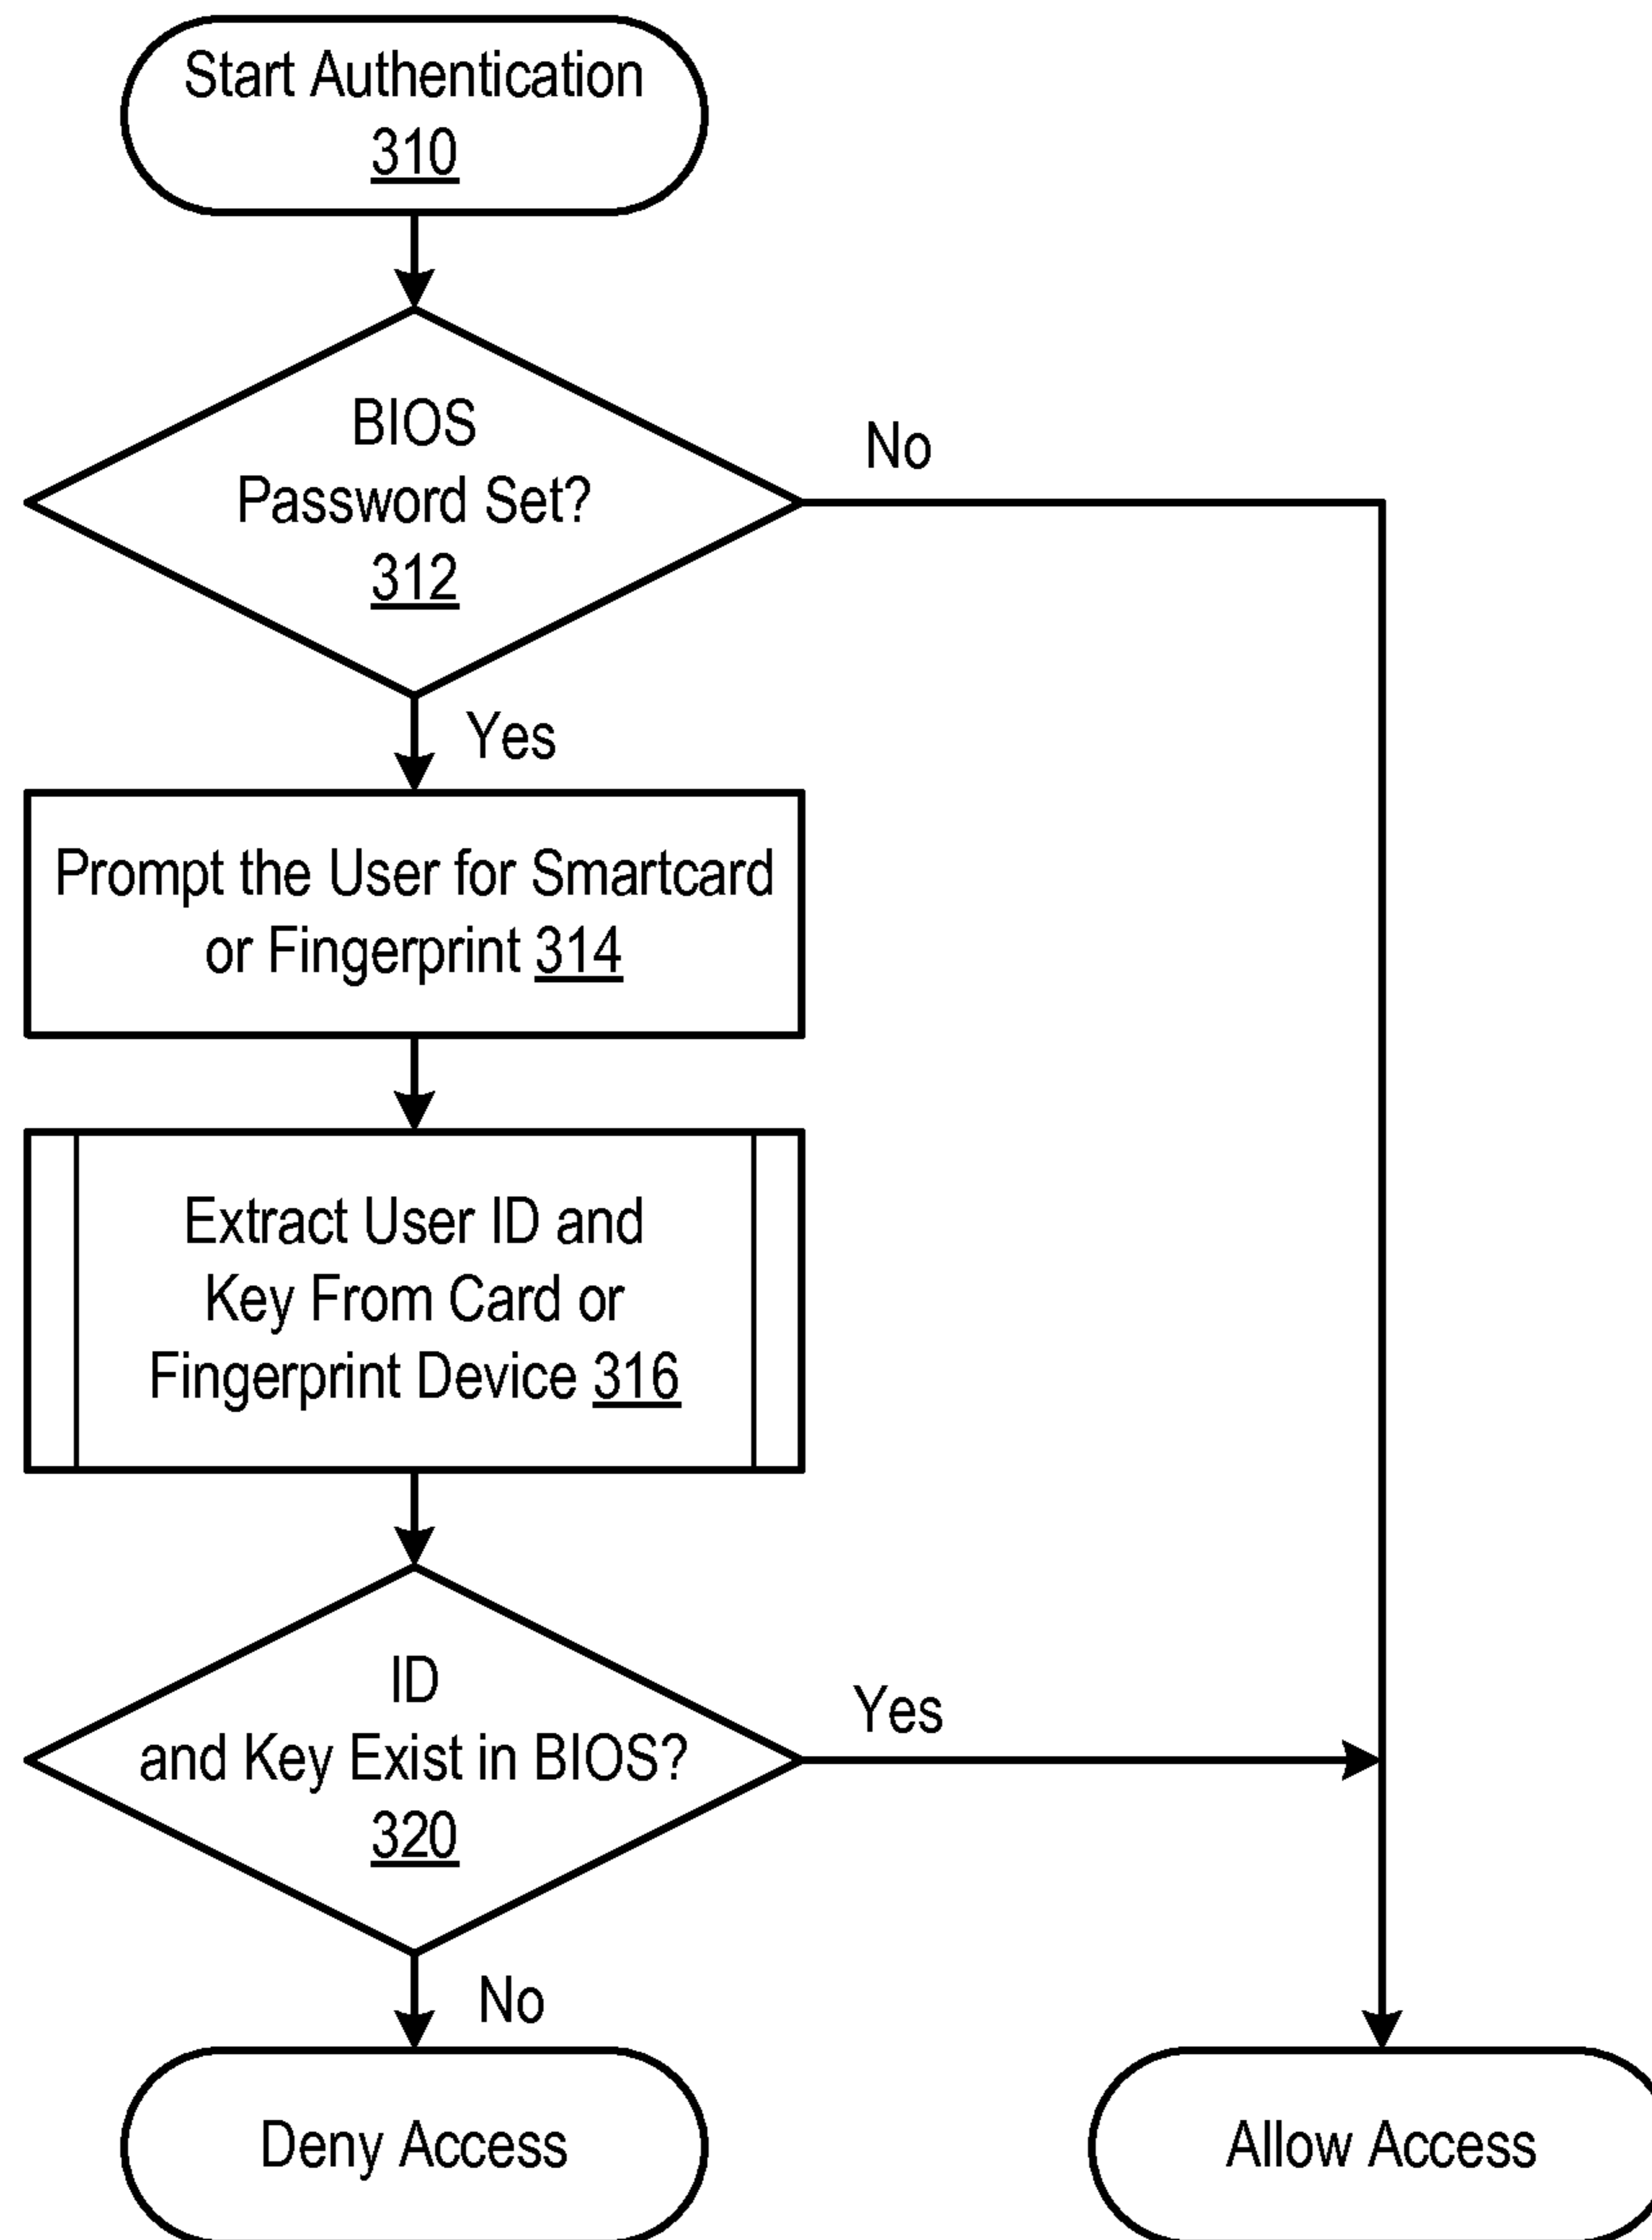 Start Authentication
310
BIOS
Password Set?
312
No
Yes
Prompt the User for Smartcard
or Fingerprint 314
Extract User ID and
Key From Card or
Fingerprint Device 316
ID
and Key Exist in BIOS?
320
Yes
No
Deny Access
Allow Access